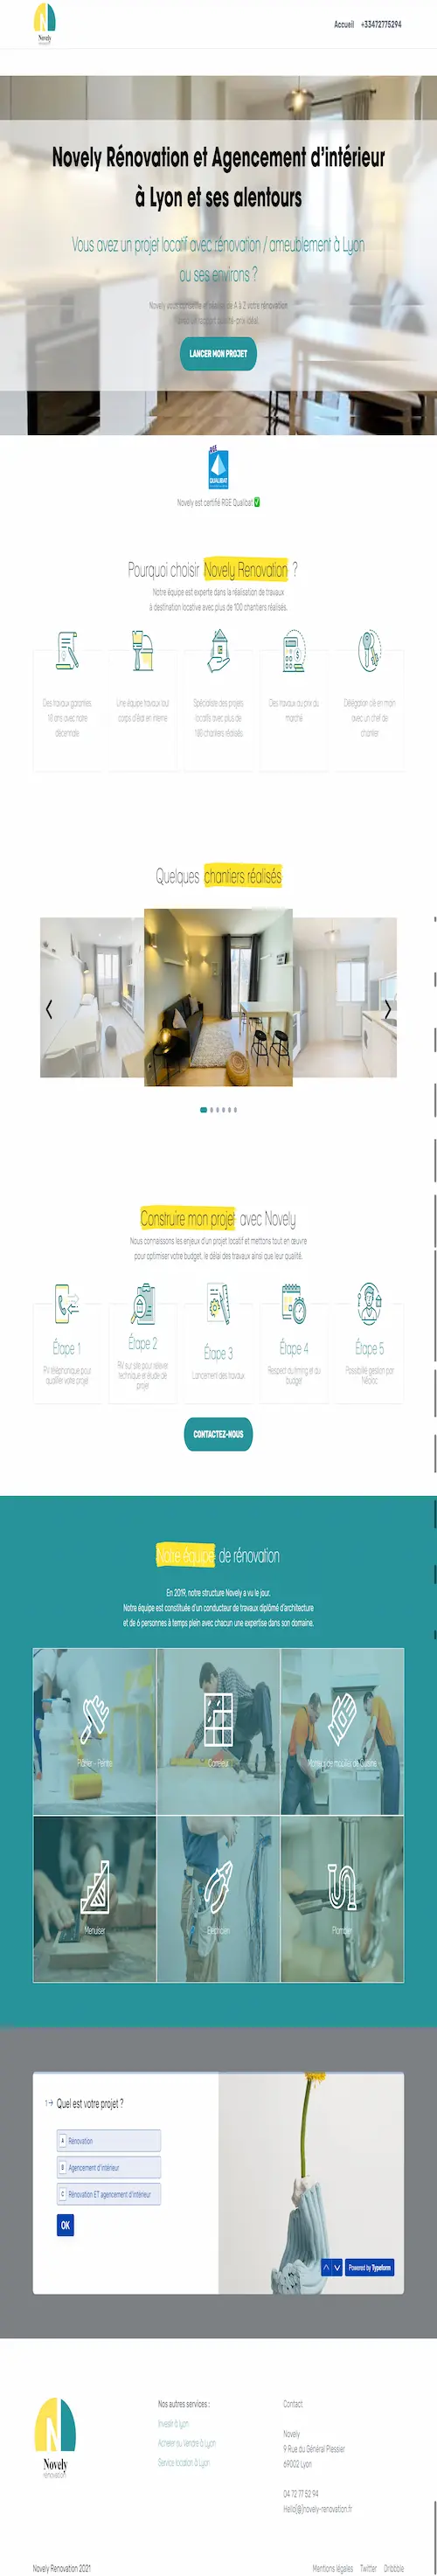 Novely
Accueil +33472775294
Novely Rénovation et Agencement d'intérieur
à Lyon et ses alentours
Vous avez un projet locatif avec rénovation / ameublement à Lyon
ou ses environs ?
Novely vous conseille et réalise de A à Z votre rénovation
qualité-prix idéal.
LANCER MON PROJET
RGE
QUALIBAT
Novely est certifié RGE Qualibat
Pourquoi choisir Novely Renovation ?
Notre équipe est experte dans la réalisation de travaux
à destination locative avec plus de 100 chantiers réalisés.
Des travaux garanties
10 ans avec notre
décennale
Une équipe travaux tout
corps d'état en interne
Spécialiste des projets
locatifs avec plus de
180 chantiers réalisés
Des travaux au prix du
marché
Délégation clé en main
avec un chef de
chantier
Quelques chantiers réalisés
Construire mon projet avec Novely
Nous connaissons les enjeux d'un projet locatif et mettons tout en œuvre
pour optimiser votre budget, le délai des travaux ainsi que leur qualité.
Étape 1
RV téléphonique pour
qualifier votre projet
Étape 2
RV sur site pour relever
technique et étude de
projet
Étape 3
Lancement des travaux
Étape 4
Respect du timing et du
budget
Étape 5
Possibilité gestion par
CONTACTEZ-NOUS
Notre équipe de rénovation
En 2019, notre structure Novely a vu le jour.
Notre équipe est constituée d'un conducteur de travaux diplômé d'architecture
et de 6 personnes à temps plein avec chacun une expertise dans son domaine.
Plâtrier - Peintre
Carreleur
Monteur de meubles et Cuisine
Menuisier
Électricien
Plombier
1 → Quel est votre projet ?
A Rénovation
B Agencement d'intérieur
C Rénovation ET agencement d'intérieur
OK
Powered by Typeform
Novely
rénovation
Nos autres services :
Investir à Lyon
Acheter ou Vendre à Lyon
Service location à Lyon
Contact
Novely
9 Rue du Général Plessier
69002 Lyon
04 72 77 52 94
Hello[@]novely-renovation.fr
Novely Renovation 2021
Mentions légales Twitter Dribbble